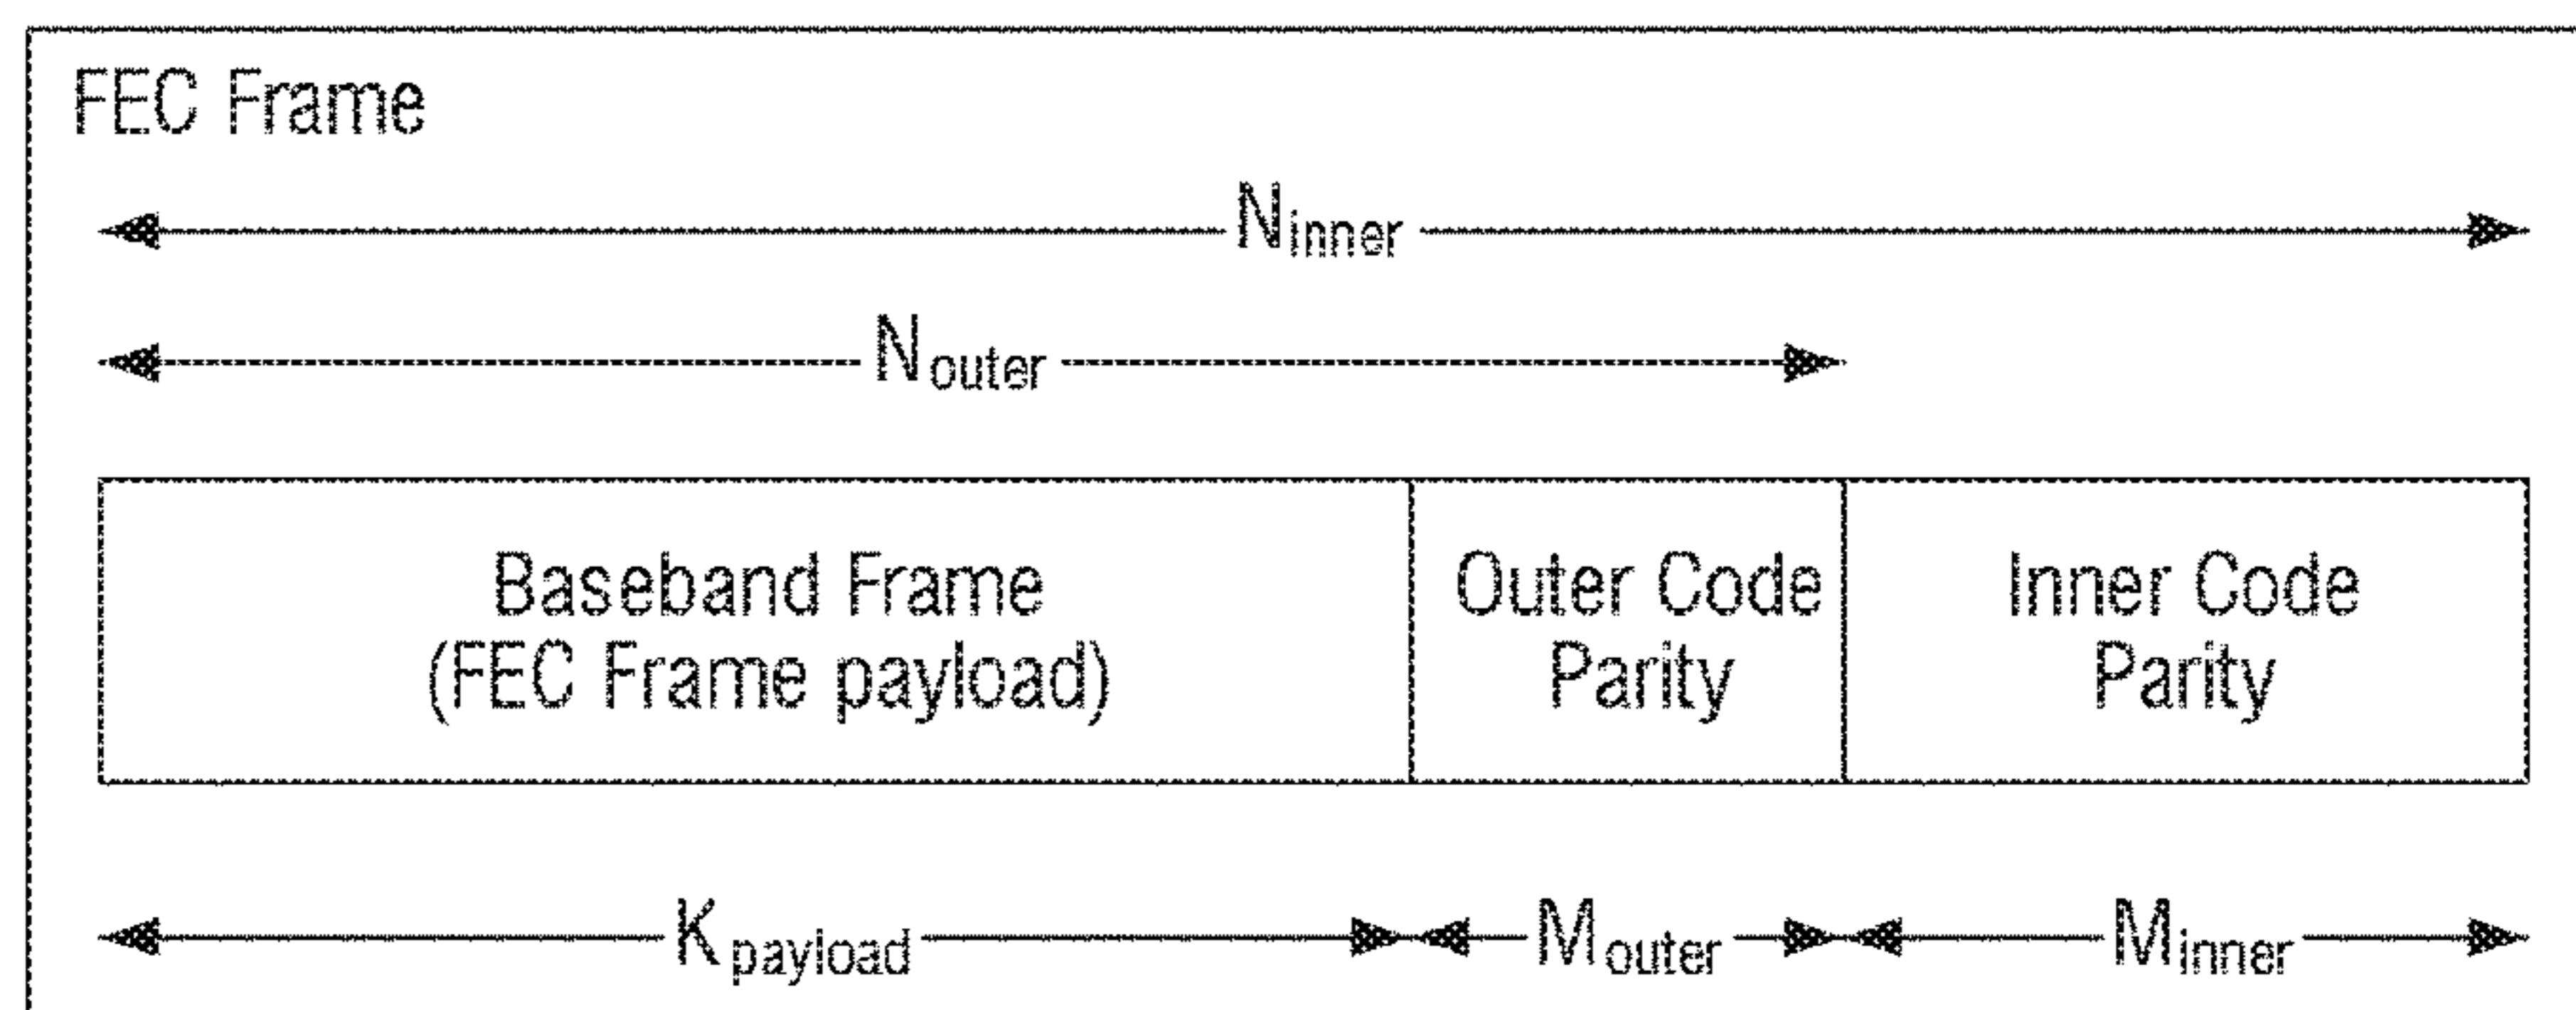 FEC Frame
Ninner
Nouter
Baseband Frame
(FEC Frame payload)
Outer Code
Parity
Inner Code
Parity
Kpayload
Mouter
Minner